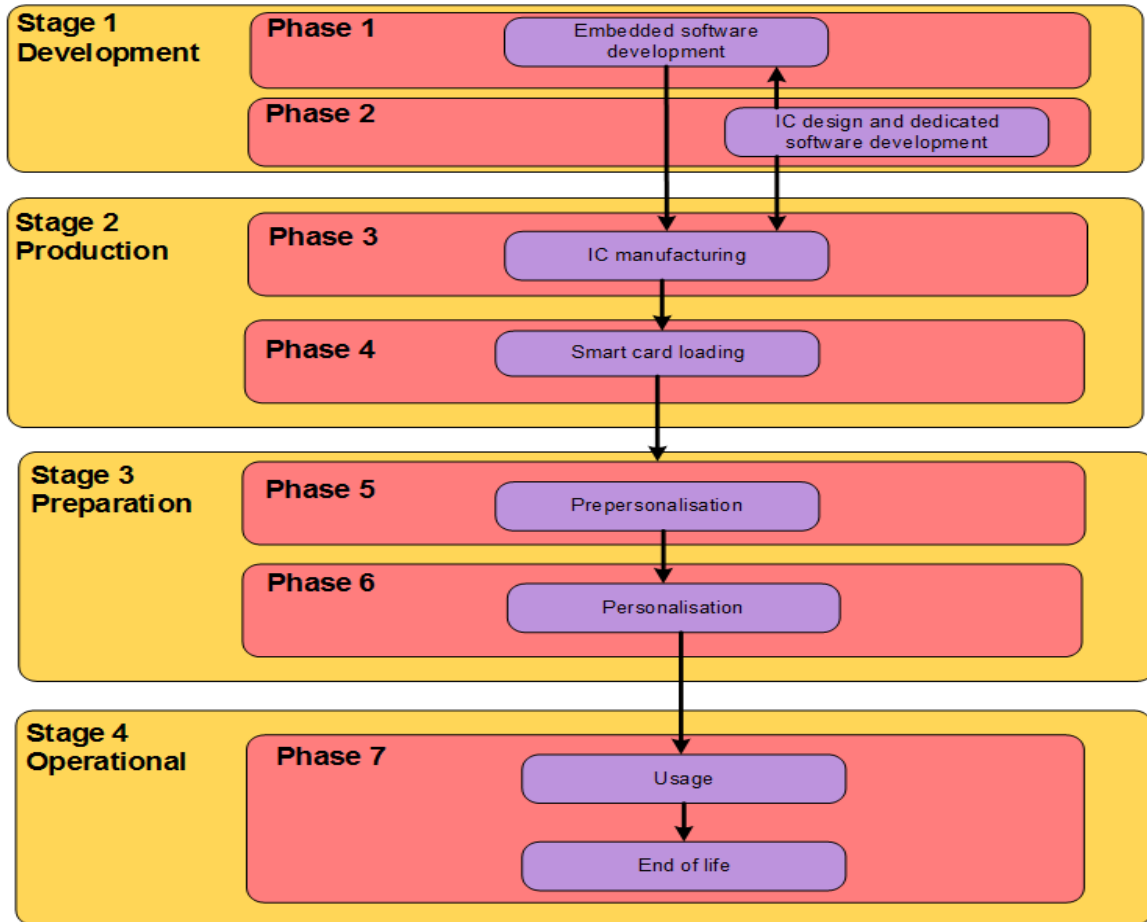 Stage 1
Development
Phase 1
Embedded software
development
Phase 2
IC design and dedicated
software development
Stage 2
Production
Phase 3
IC manufacturing
Phase 4
Smart card loading
Stage 3
Preparation
Phase 5
Prepersonalisation
Phase 6
Personalisation
Stage 4
Operational
Phase 7
Usage
End of life